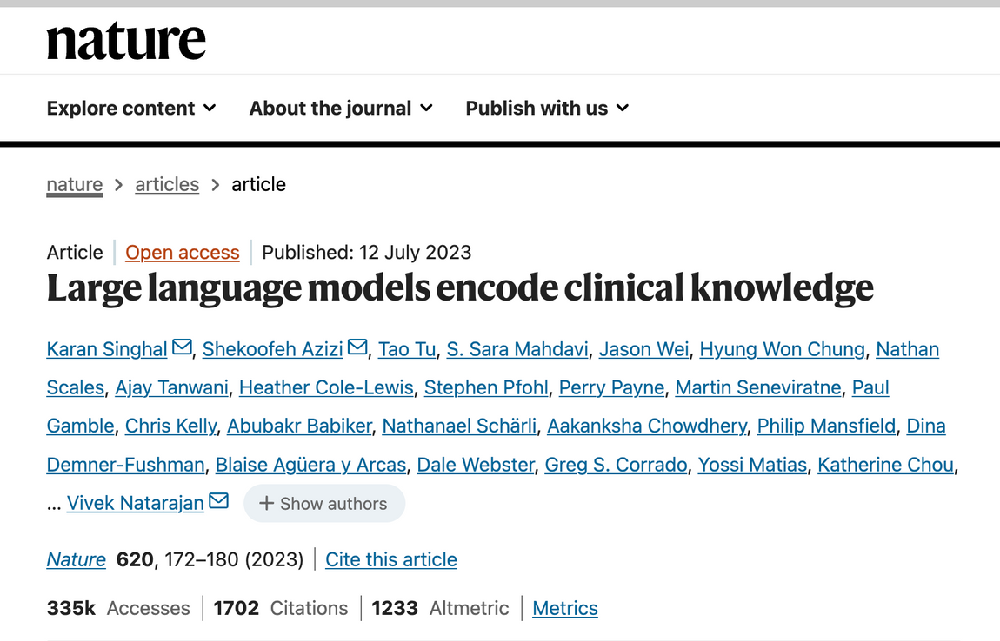 nature
Explore content About the journal Publish with us
nature > articles > article
Article | Open access | Published: 12 July 2023
Large language models encode clinical knowledge
Karan Singhal, Shekoofeh Azizi, Tao Tu, S. Sara Mahdavi, Jason Wei, Hyung Won Chung, Nathan
Scales, Ajay Tanwani, Heather Cole-Lewis, Stephen Pfohl, Perry Payne, Martin Seneviratne, Paul
Gamble, Chris Kelly, Abubakr Babiker, Nathanael Schärli, Aakanksha Chowdhery, Philip Mansfield, Dina
Demner-Fushman, Blaise Agüera y Arcas, Dale Webster, Greg S. Corrado, Yossi Matias, Katherine Chou,
... Vivek Natarajan + Show authors
Nature 620, 172–180 (2023) | Cite this article
335k Accesses | 1702 Citations | 1233 Altmetric | Metrics